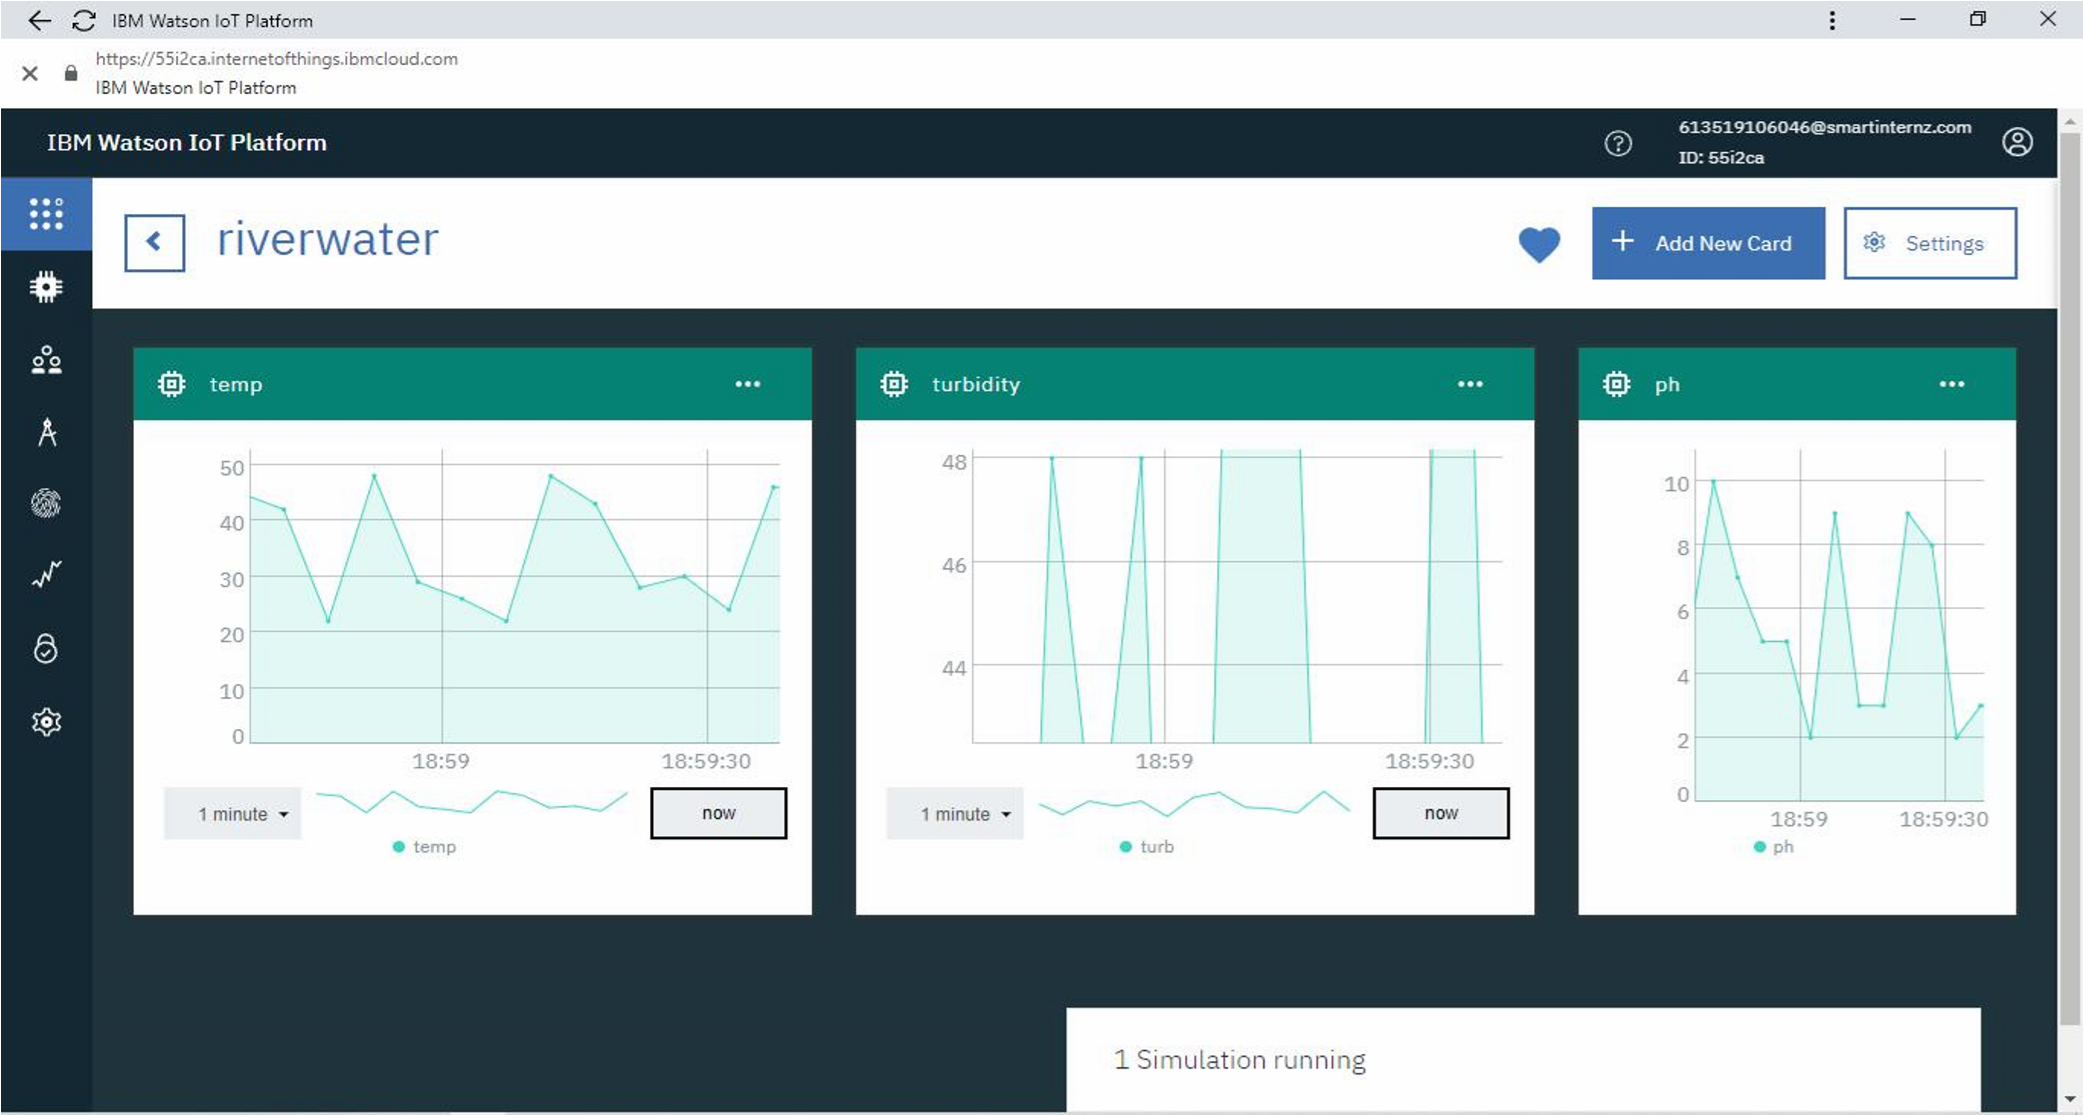 IBM Watson IoT Platform
https://55i2ca.internetofthings.ibmcloud.com
IBM Watson IoT Platform
IBM Watson IoT Platform
613519106046@smartinternz.com
ID: 55i2ca
riverwater
Add New Card
Settings
temp
50
40
30
20
10
0
18:59
18:59:30
1 minute
now
temp
turbidity
48
46
44
18:59
18:59:30
1 minute
now
turb
ph
10
8
6
4
2
0
18:59
18:59:30
ph
1 Simulation running